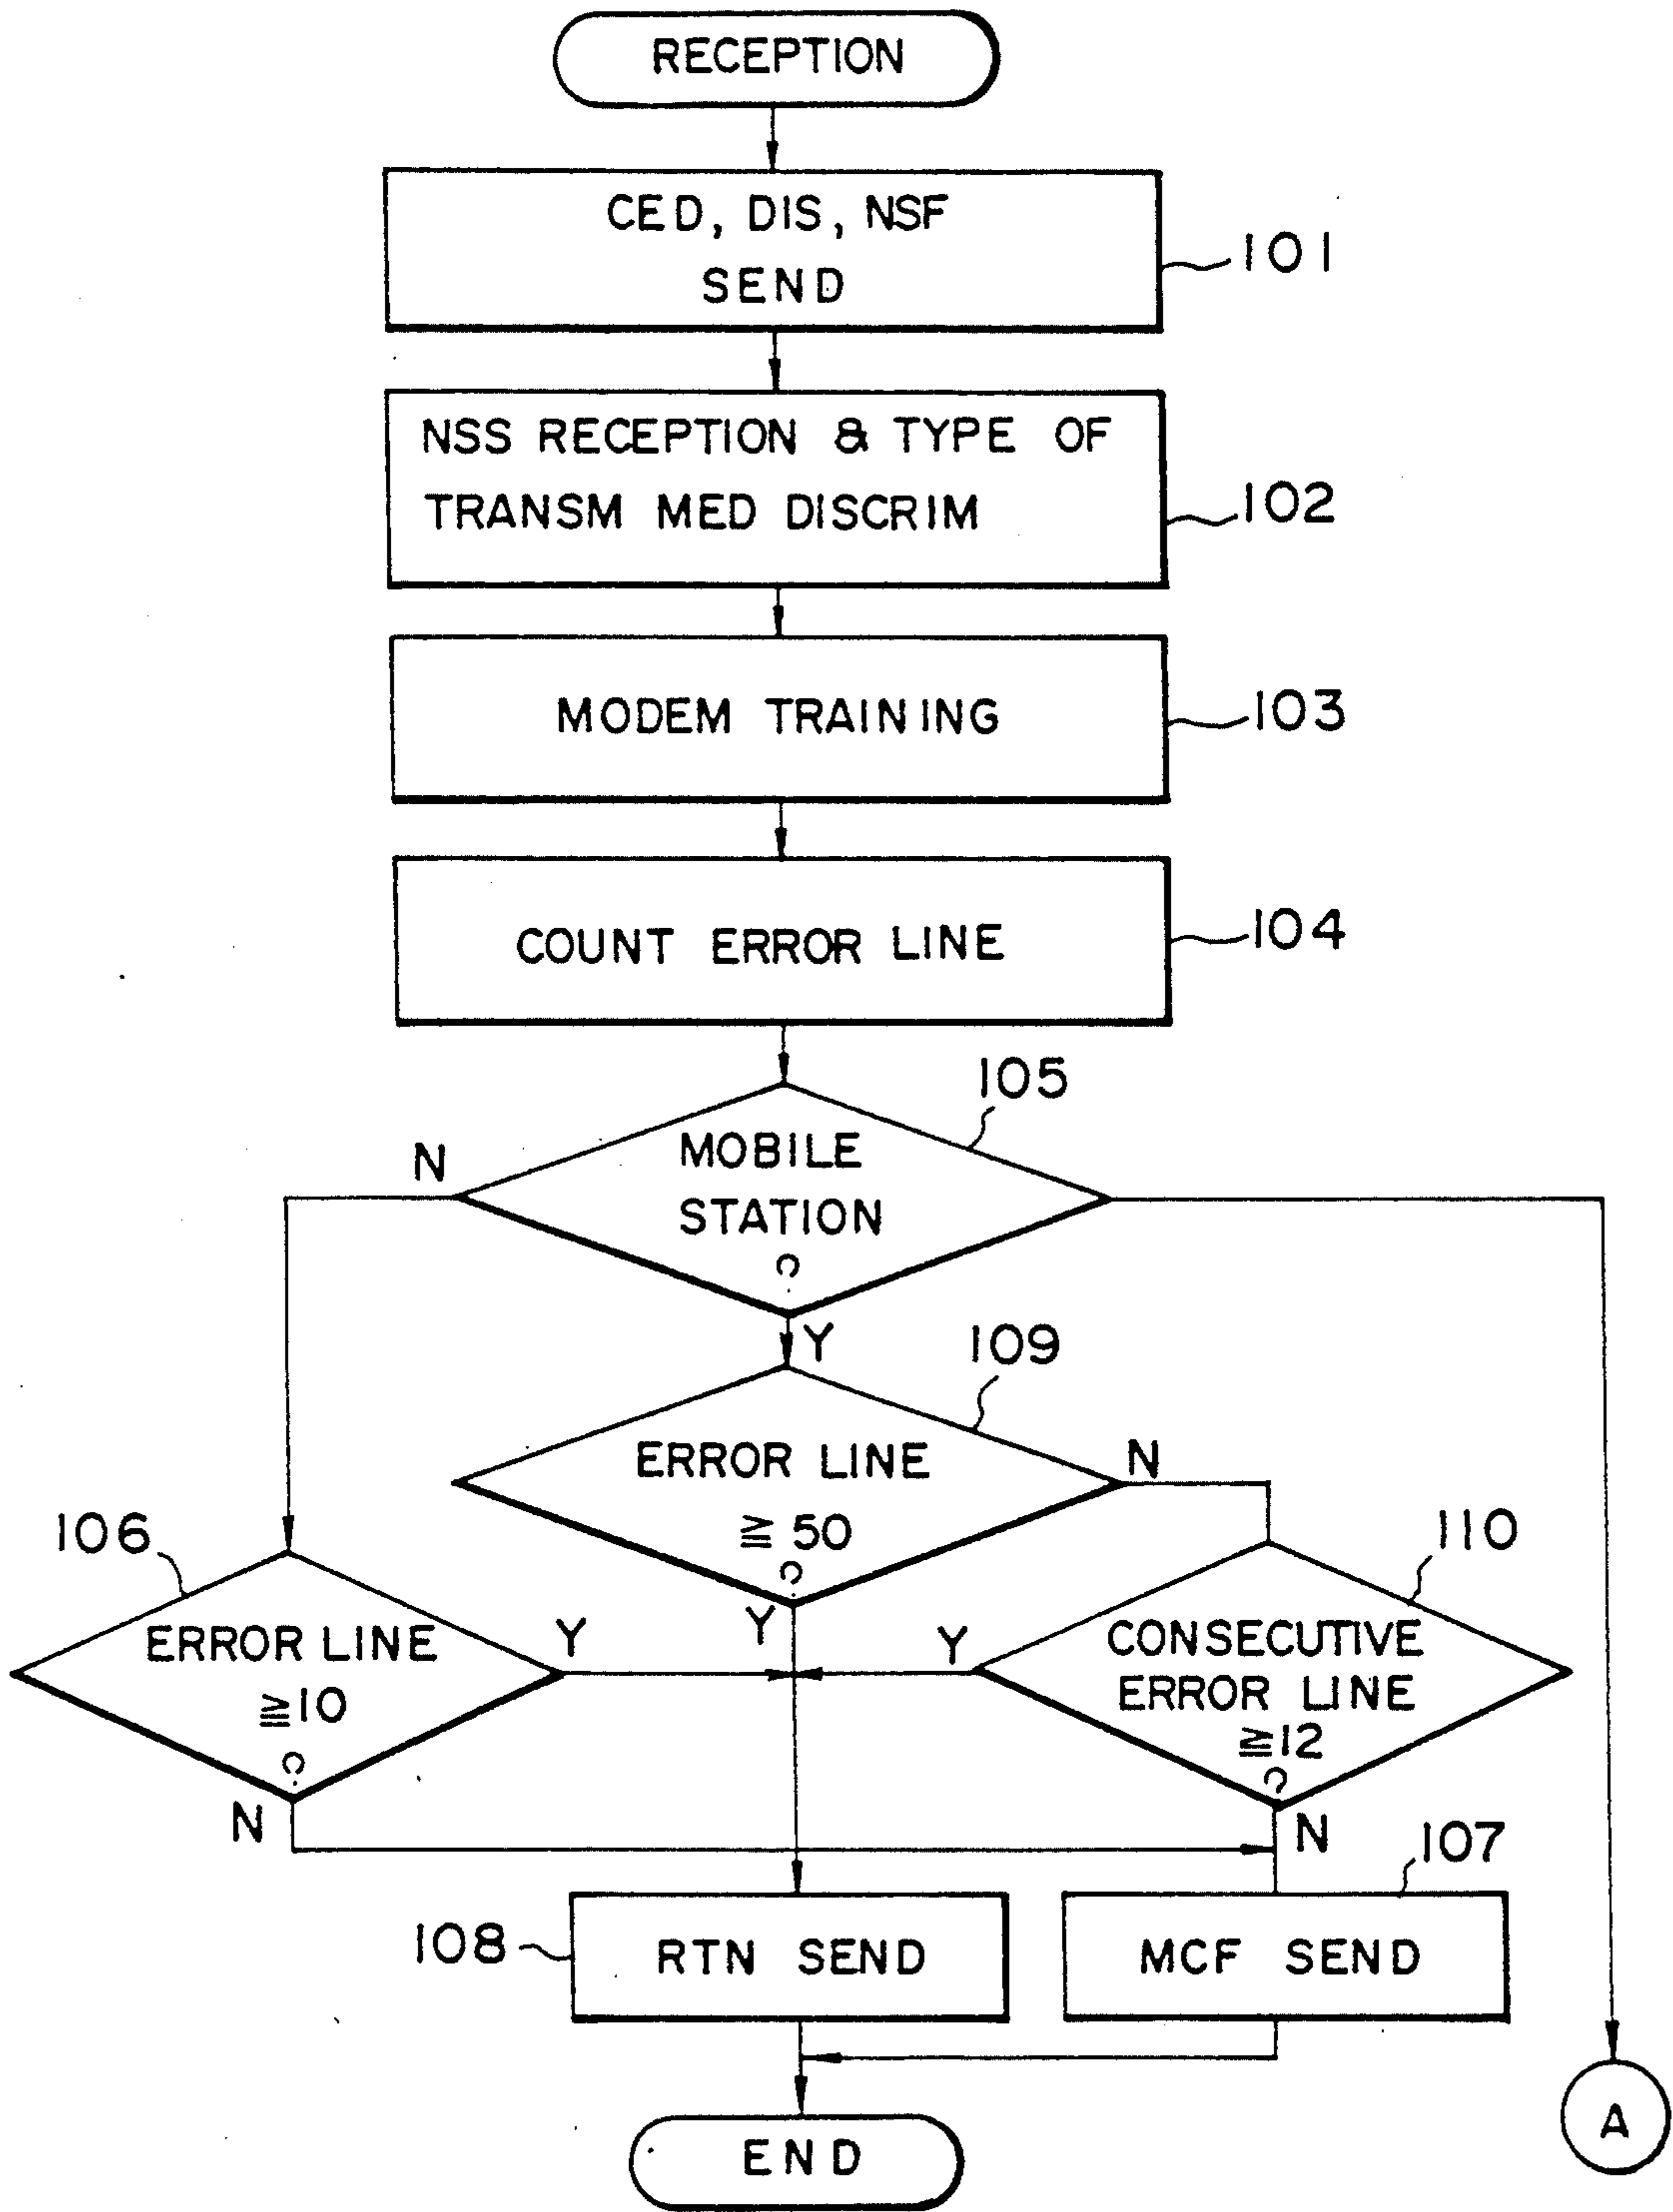 RECEPTION
CED, DIS, NSF
SEND
101
NSS RECEPTION & TYPE OF
TRANSM MED DISCRIM
102
MODEM TRAINING
103
COUNT ERROR LINE
104
105
N
MOBILE
STATION
?
Y
109
ERROR LINE
≧50
?
N
Y
106
ERROR LINE
≧10
?
Y
N
110
CONSECUTIVE
ERROR LINE
≧12
?
Y
N
107
108
RTN SEND
MCF SEND
END
A